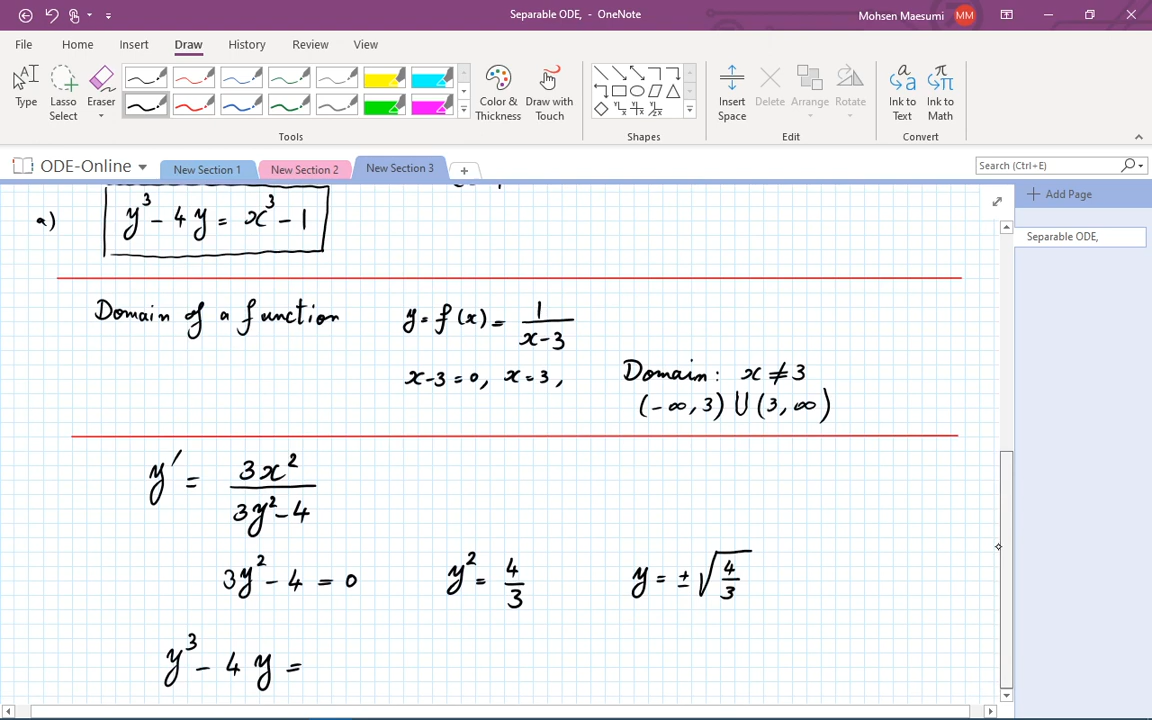 Separable ODE, - OneNote
Mohsen Maesumi MM
File Home Insert Draw History Review View
Type Lasso Select Eraser Color & Thickness Draw with Touch Insert Space Delete Arrange Rotate Ink to Text Ink to Math
Tools Shapes Edit Convert
ODE-Online New Section 1 New Section 2 New Section 3 Search (Ctrl+E)
Add Page
Separable ODE,
a) y³ - 4y = x³ - 1
Domain of a function y = f(x) = 1/(x-3)
x-3=0, x=3, Domain: x ≠ 3
(-∞, 3) ∪ (3, ∞)
y' = 3x²/(3y²-4)
3y² - 4 = 0 y² = 4/3 y = ±√(4/3)
y³ - 4y =